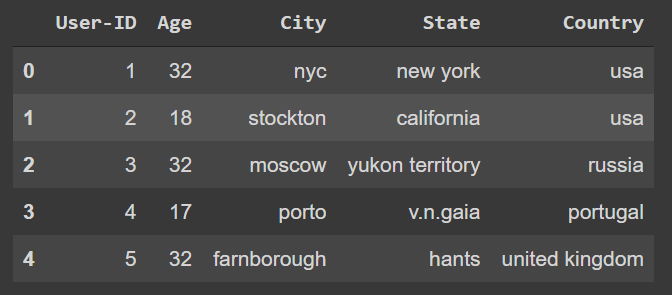 User-ID Age City State Country
0 1 32 nyc new york usa
1 2 18 stockton california usa
2 3 32 moscow yukon territory russia
3 4 17 porto v.n.gaia portugal
4 5 32 farnborough hants united kingdom